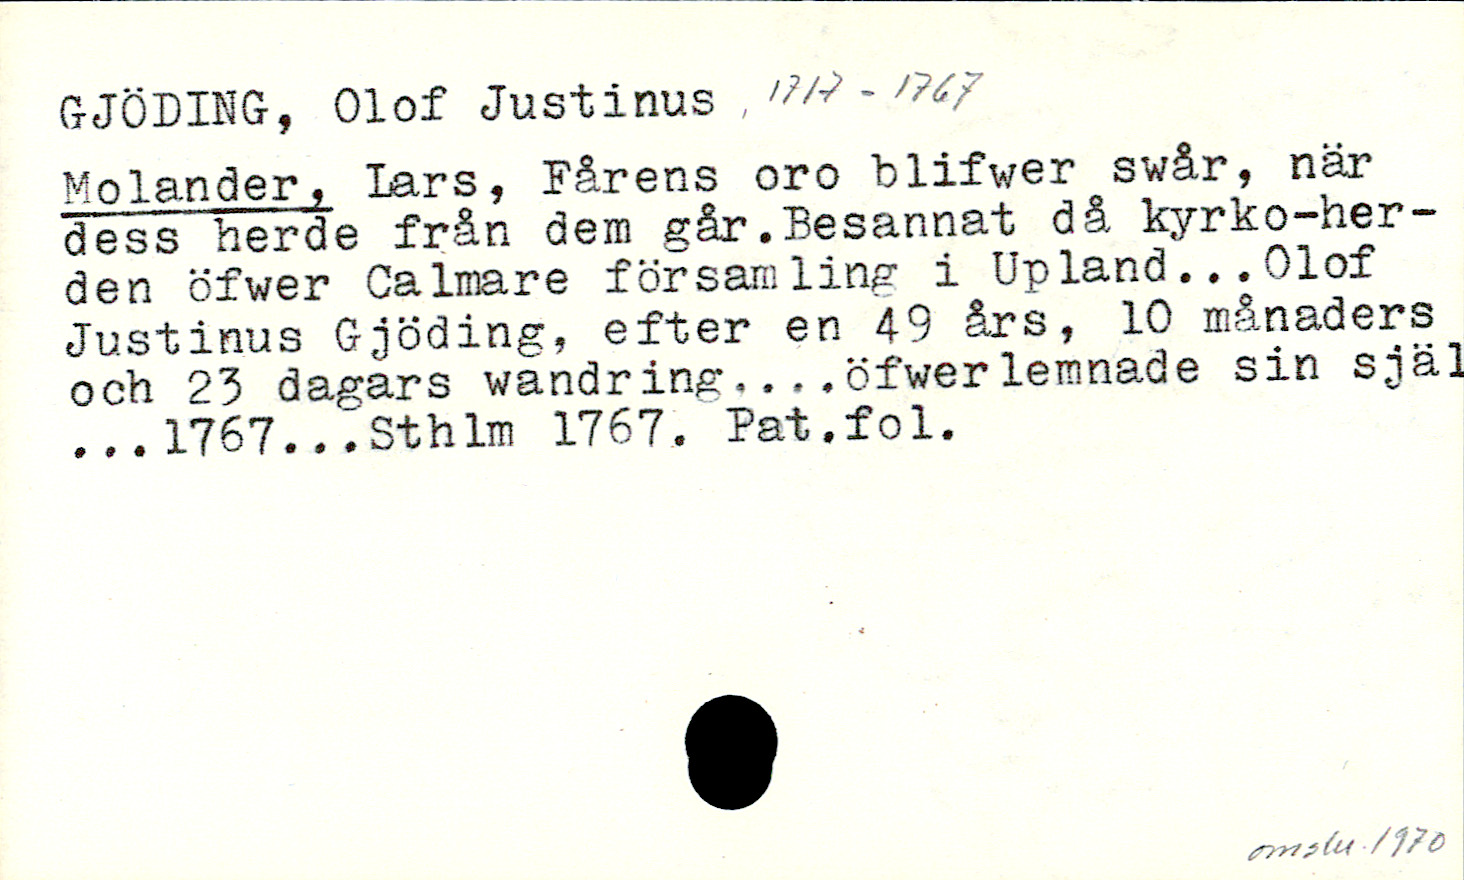 GJÖDING, Olof Justinus, 1717-1767
Molander, Lars, Fårens oro blifwer swår, när
dess herde från dem går.Besannat då kyrko-her-
den öfwer Calmare församling i Upland...Olof
Justinus Gjöding, efter en 49 års, 10 månaders
och 23 dagars wandring....öfwerlemnade sin själ
...1767...Sthlm 1767. Pat.fol.
omskr. 1970